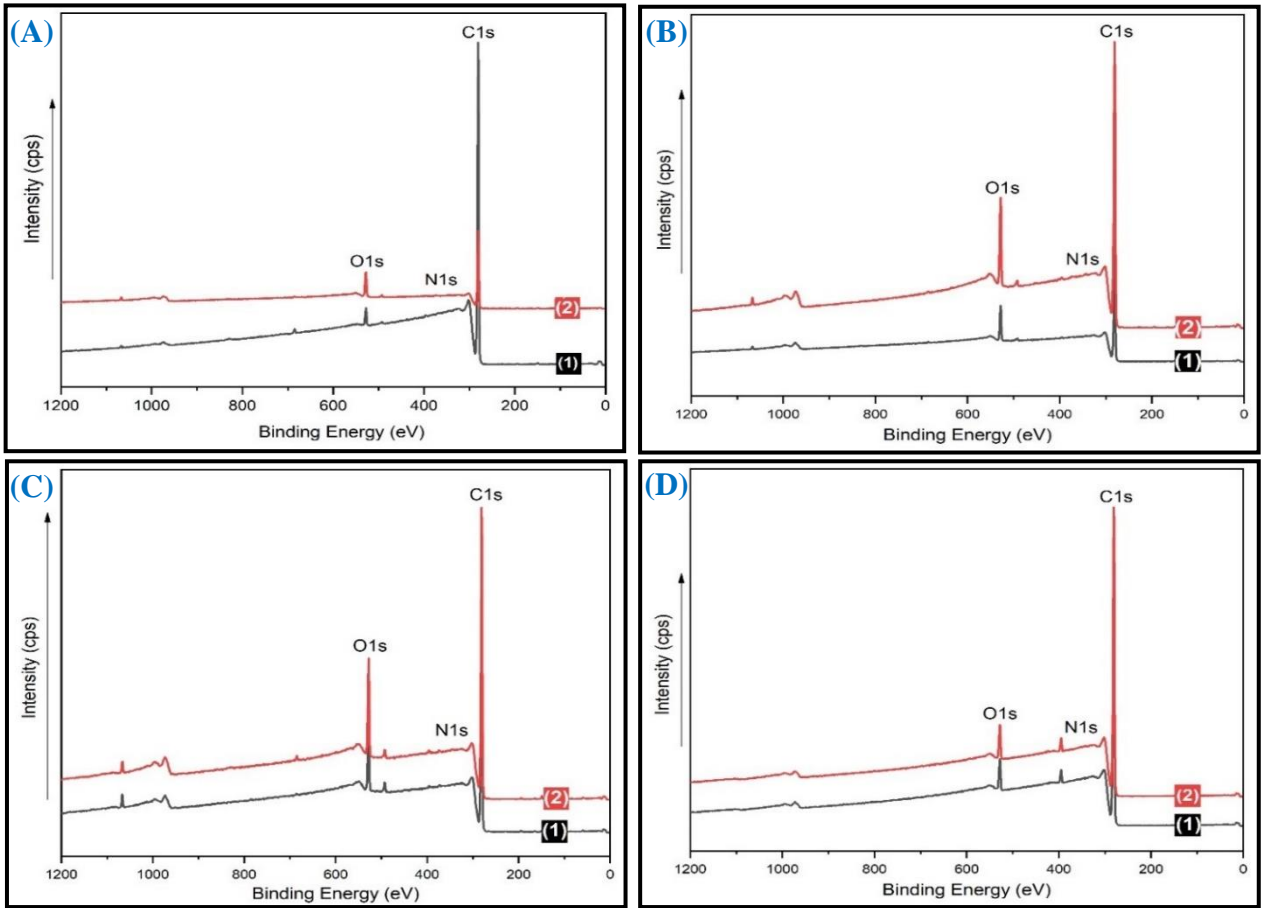 (A)
C1s
O1s
N1s
(2)
(1)
Intensity (cps)
1200 1000 800 600 400 200 0
Binding Energy (eV)
(B)
C1s
O1s
N1s
(2)
(1)
Intensity (cps)
1200 1000 800 600 400 200 0
Binding Energy (eV)
(C)
C1s
O1s
N1s
(2)
(1)
Intensity (cps)
1200 1000 800 600 400 200 0
Binding Energy (eV)
(D)
C1s
O1s
N1s
(2)
(1)
Intensity (cps)
1200 1000 800 600 400 200 0
Binding Energy (eV)